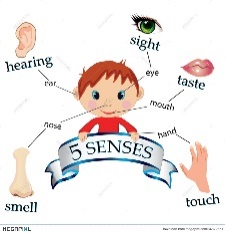 sight
hearing
eye
taste
ear
mouth
nose
hand
5 SENSES
smell
touch